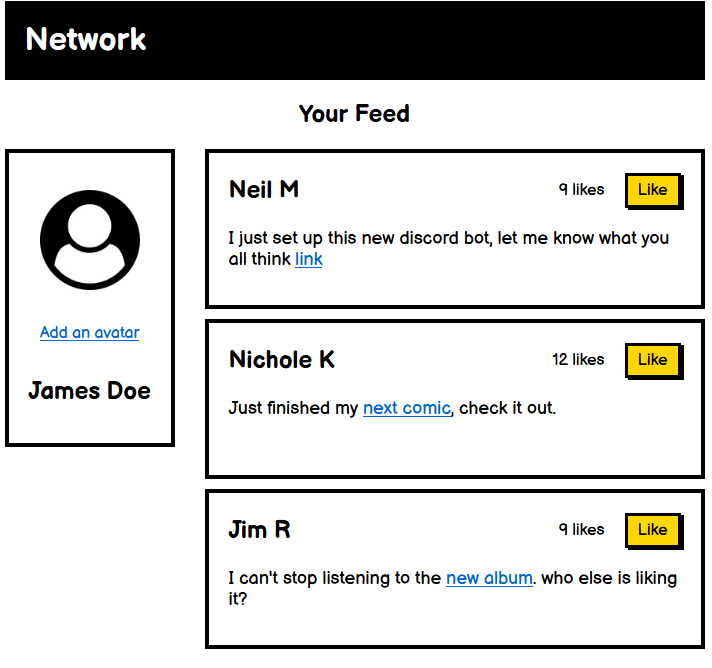 Network
Your Feed
Add an avatar
James Doe
Neil M
9 likes
Like
I just set up this new discord bot, let me know what you
all think link
Nichole K
12 likes
Like
Just finished my next comic, check it out.
Jim R
9 likes
Like
I can't stop listening to the new album. who else is liking
it?